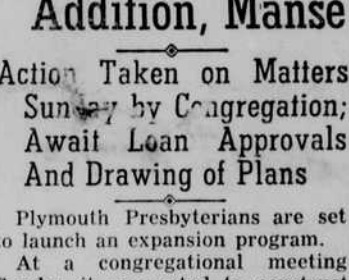 Addition, Manse
Action Taken on Matters
Sunday by Congregation;
Await Loan Approvals
And Drawing of Plans
Plymouth Presbyterians are set
to launch an expansion program.
At a congregational meeting